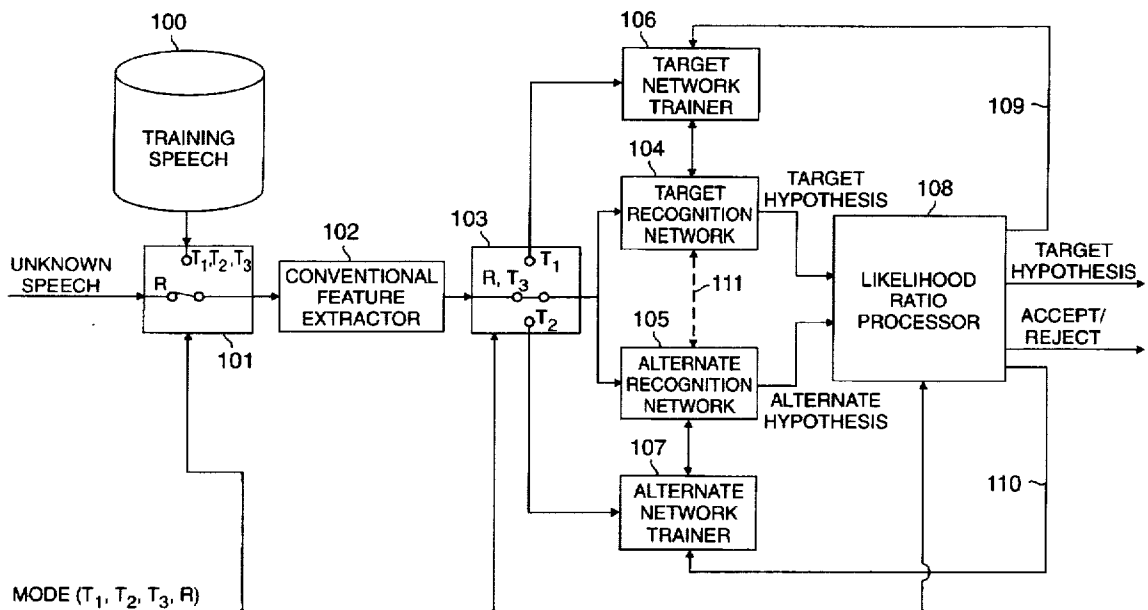 100
TRAINING
SPEECH
UNKNOWN
SPEECH
R
T₁,T₂,T₃
101
102
CONVENTIONAL
FEATURE
EXTRACTOR
103
T₁
R, T₃
T₂
106
TARGET
NETWORK
TRAINER
104
TARGET
RECOGNITION
NETWORK
TARGET
HYPOTHESIS
111
105
ALTERNATE
RECOGNITION
NETWORK
ALTERNATE
HYPOTHESIS
107
ALTERNATE
NETWORK
TRAINER
108
LIKELIHOOD
RATIO
PROCESSOR
109
TARGET
HYPOTHESIS
ACCEPT/
REJECT
110
MODE (T₁, T₂, T₃, R)